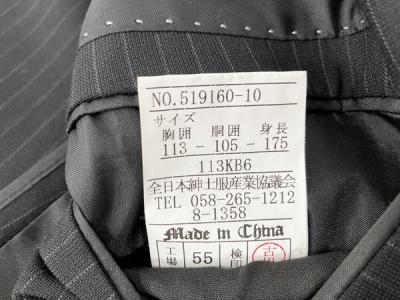 NO.519160-10
サイズ
胸囲 胴囲 身長
113 - 105 - 175
113KB6
全日本紳士服産業協議会
TEL 058-265-1212
8-1358
Made in China
工場 55 検印